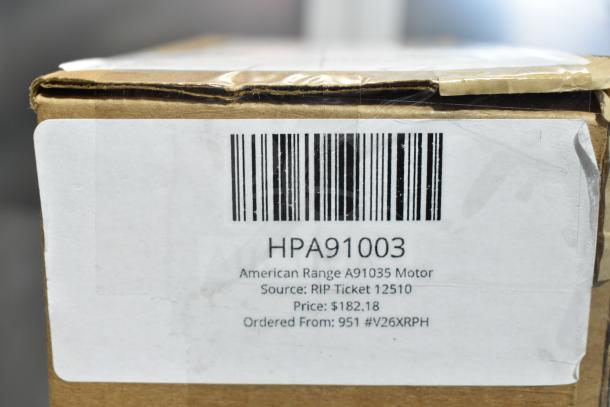 HPA91003
American Range A91035 Motor
Source: RIP Ticket 12510
Price: $182.18
Ordered From: 951 #V26XRPH